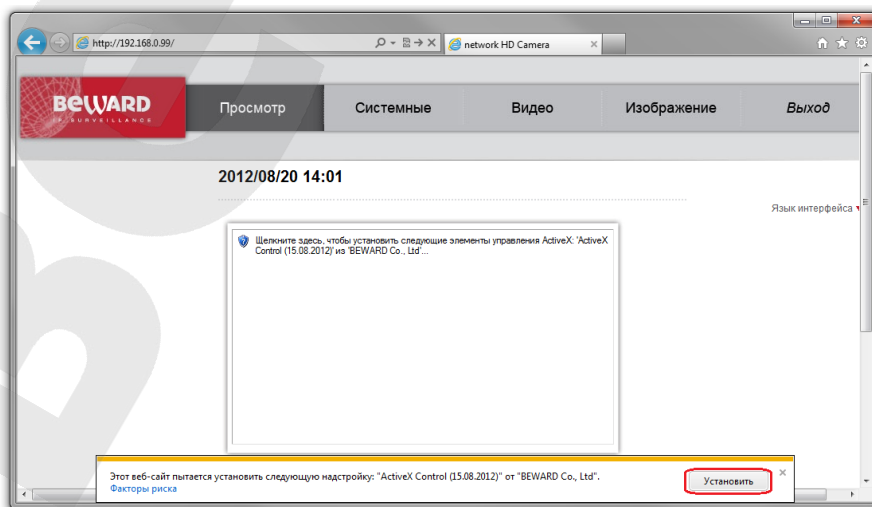 http://192.168.0.99/
network HD Camera
BEWARD
IP SURVEILLANCE
Просмотр
Системные
Видео
Изображение
Выход
2012/08/20 14:01
Язык интерфейса
Щелкните здесь, чтобы установить следующие элементы управления ActiveX: 'ActiveX
Control (15.08.2012)' из 'BEWARD Co., Ltd'...
Этот веб-сайт пытается установить следующую надстройку: "ActiveX Control (15.08.2012)" от "BEWARD Co., Ltd".
Факторы риска
Установить